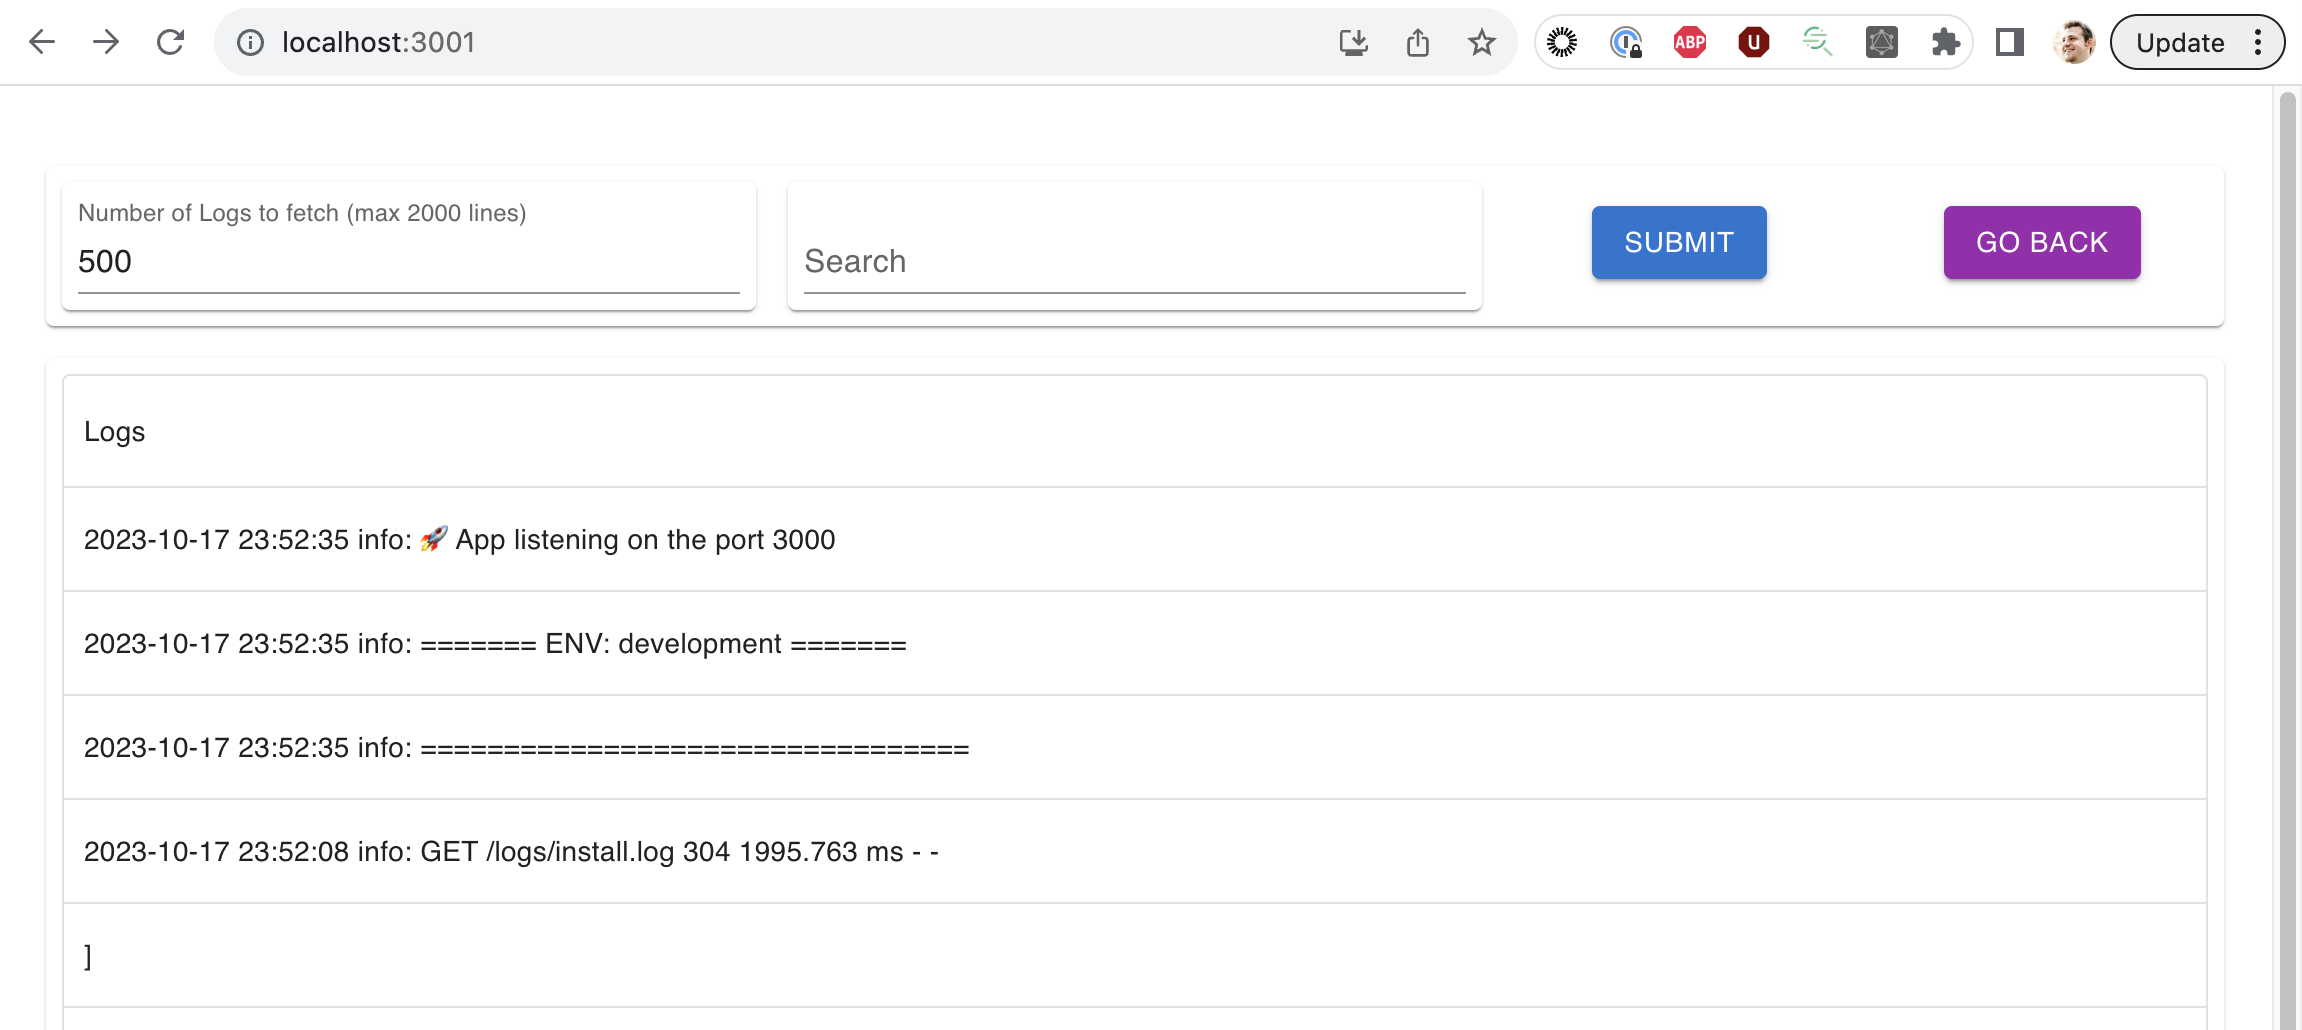 localhost:3001
ABP
U
Update
Number of Logs to fetch (max 2000 lines)
500
Search
SUBMIT
GO BACK
Logs
2023-10-17 23:52:35 info: 🚀 App listening on the port 3000
2023-10-17 23:52:35 info: ======= ENV: development =======
2023-10-17 23:52:35 info: =================================
2023-10-17 23:52:08 info: GET /logs/install.log 304 1995.763 ms - -
]